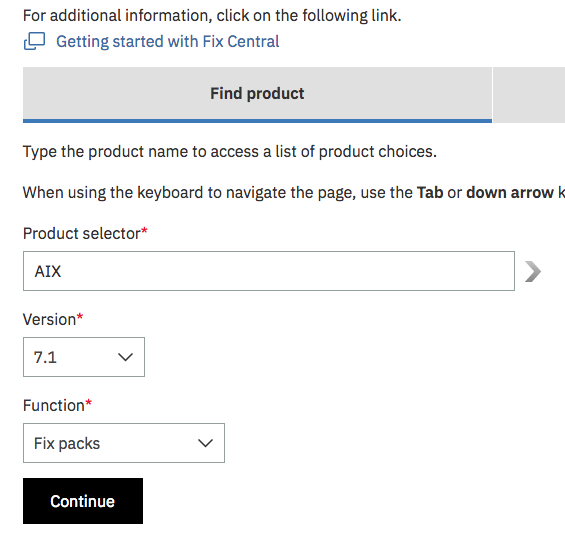 For additional information, click on the following link.
Getting started with Fix Central
Find product
Type the product name to access a list of product choices.
When using the keyboard to navigate the page, use the Tab or down arrow k
Product selector*
AIX
Version*
7.1
Function*
Fix packs
Continue